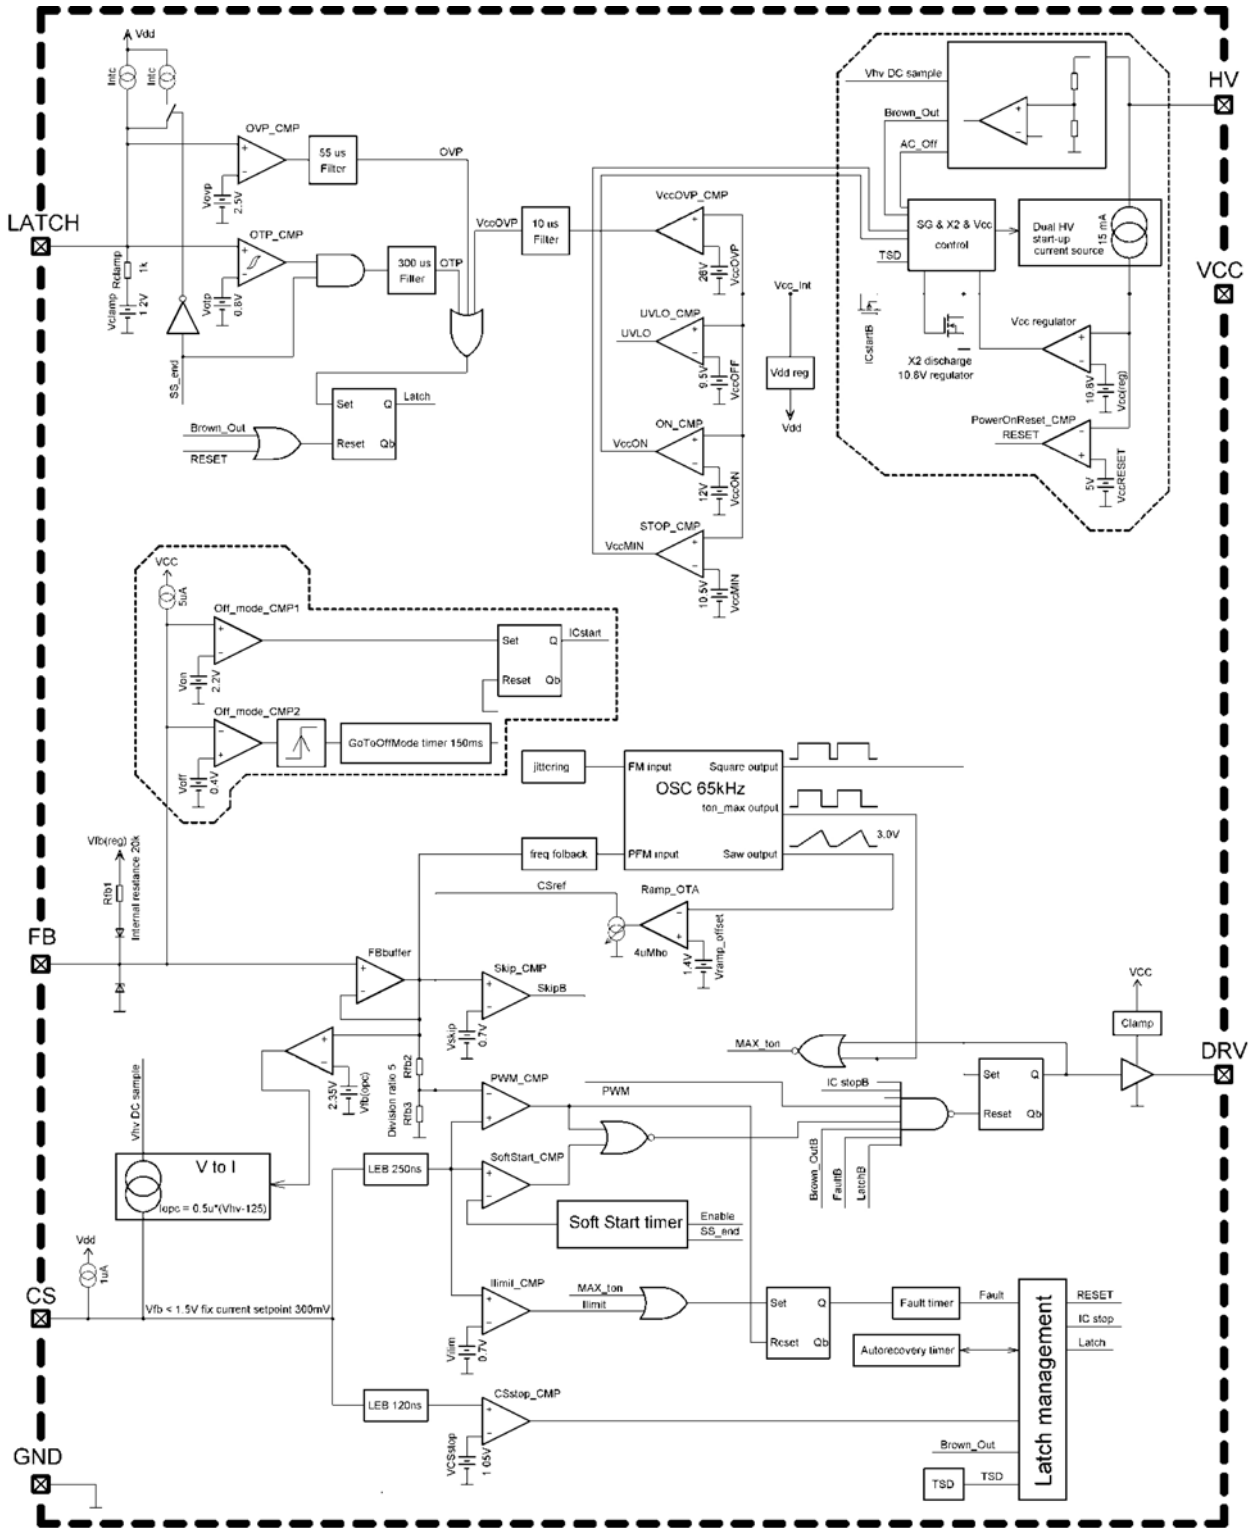 Vdd
Intc
Intc
OVP_CMP
55 us
Filter
OVP
Vovp
2.5V
LATCH
OTP_CMP
300 us
Filter
OTP
Rclamp
1k
Vclamp
1.2V
Votp
0.8V
SS_end
Brown_Out
RESET
Set
Q
Reset
Qb
Latch
VccOVP
10 us
Filter
VccOVP_CMP
26V
VccOVP
UVLO_CMP
UVLO
9.5V
VccOFF
ON_CMP
VccON
12V
VccON
STOP_CMP
VccMIN
10.5V
VccMIN
Vcc_Int
Vdd reg
Vdd
Vhv DC sample
Brown_Out
AC_Off
SG & X2 & Vcc
control
TSD
Dual HV
start-up
current source
15 mA
ICstartB
X2 discharge
10.8V regulator
Vcc regulator
10.8V
Vcc(reg)
PowerOnReset_CMP
RESET
5V
VccRESET
HV
VCC
VCC
5uA
Off_mode_CMP1
Von
2.2V
Set
Q
Reset
Qb
ICstart
Off_mode_CMP2
GoToOffMode timer 150ms
Voff
0.4V
jittering
FM input
Square output
OSC 65kHz
ton_max output
freq folback
PFM input
Saw output
3.0V
CSref
Ramp_OTA
4uMho
1.4V
Vramp_offset
Vfb(reg)
Rfb1
Internal resitance 20k
FB
FBbuffer
Skip_CMP
SkipB
Vskip
0.7V
2.35V
Vfb(opc)
Division ratio 5
Rfb2
Rfb3
PWM_CMP
PWM
MAX_ton
IC stopB
Brown_OutB
FaultB
LatchB
Set
Q
Reset
Qb
VCC
Clamp
DRV
Vhv DC sample
V to I
Iopc = 0.5u*(Vhv-125)
LEB 250ns
SoftStart_CMP
Soft Start timer
Enable
SS_end
Vdd
1uA
CS
Vfb < 1.5V fix current setpoint 300mV
Ilimit_CMP
MAX_ton
Ilimit
Vilim
0.7V
Set
Q
Reset
Qb
Fault timer
Fault
Autorecovery timer
Latch management
RESET
IC stop
Latch
LEB 120ns
CSstop_CMP
VCSstop
1.05V
Brown_Out
TSD
TSD
GND